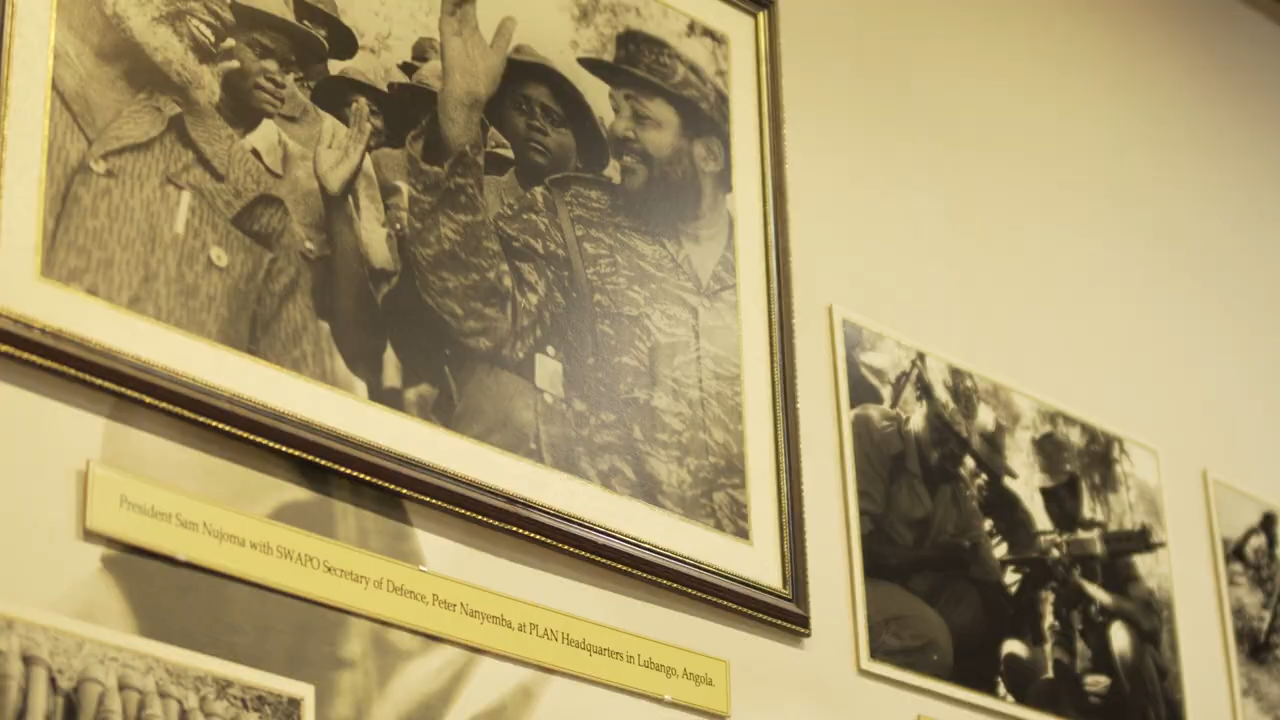 President Sam Nujoma with SWAPO Secretary of Defence, Peter Nanyemba, at PLAN Headquarters in Lubango, Angola.